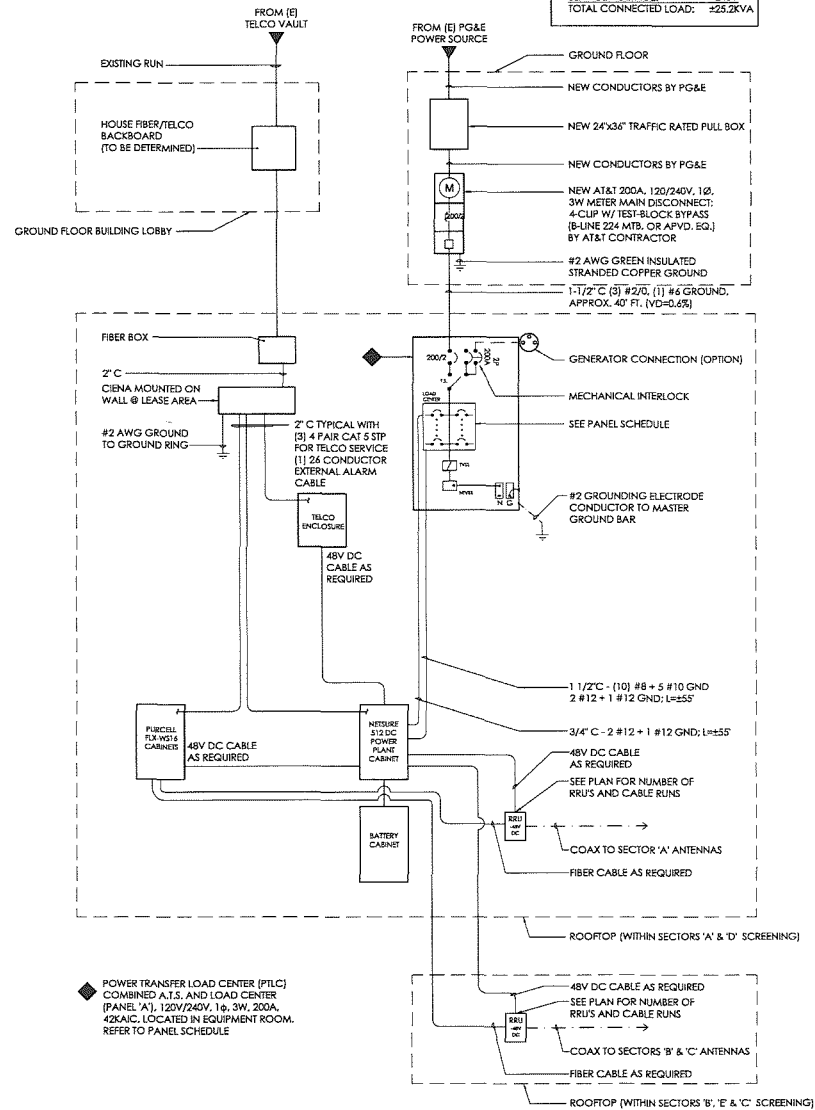 TOTAL CONNECTED LOAD: ±25.2KVA
FROM (E)
TELCO VAULT
FROM (E) PG&E
POWER SOURCE
EXISTING RUN
GROUND FLOOR
NEW CONDUCTORS BY PG&E
HOUSE FIBER/TELCO
BACKBOARD
(TO BE DETERMINED)
NEW 24"x36" TRAFFIC RATED PULL BOX
NEW CONDUCTORS BY PG&E
M
200/2
NEW AT&T 200A, 120/240V, 1Ø,
3W METER MAIN DISCONNECT;
4-CLIP W/ TEST-BLOCK BYPASS
(B-LINE 224 MTB, OR APVD. EQ.)
BY AT&T CONTRACTOR
GROUND FLOOR BUILDING LOBBY
#2 AWG GREEN INSULATED
STRANDED COPPER GROUND
1-1/2" C (3) #2/0, (1) #6 GROUND,
APPROX. 40' FT. (VD=0.6%)
FIBER BOX
200/2
200A
2P
GENERATOR CONNECTION (OPTION)
2" C
CIENA MOUNTED ON
WALL @ LEASE AREA
MECHANICAL INTERLOCK
LOAD
CENTER
SEE PANEL SCHEDULE
#2 AWG GROUND
TO GROUND RING
2" C TYPICAL WITH
(3) 4 PAIR CAT 5 STP
FOR TELCO SERVICE
(1) 26 CONDUCTOR
EXTERNAL ALARM
CABLE
TVSS
N G
#2 GROUNDING ELECTRODE
CONDUCTOR TO MASTER
GROUND BAR
TELCO
ENCLOSURE
48V DC
CABLE AS
REQUIRED
1 1/2"C - (10) #8 + 5 #10 GND
2 #12 + 1 #12 GND; L=±55'
3/4" C - 2 #12 + 1 #12 GND; L=±55'
PURCELL
FLX-WS16
CABINETS
48V DC CABLE
AS REQUIRED
NETSURE
512 DC
POWER
PLANT
CABINET
48V DC CABLE
AS REQUIRED
SEE PLAN FOR NUMBER OF
RRU'S AND CABLE RUNS
BATTERY
CABINET
RRU
-48V
DC
COAX TO SECTOR 'A' ANTENNAS
FIBER CABLE AS REQUIRED
ROOFTOP (WITHIN SECTORS 'A' & 'D' SCREENING)
POWER TRANSFER LOAD CENTER (PTLC)
COMBINED A.T.S. AND LOAD CENTER
(PANEL 'A'), 120V/240V, 1ɸ, 3W, 200A,
42KAIC, LOCATED IN EQUIPMENT ROOM.
REFER TO PANEL SCHEDULE
48V DC CABLE AS REQUIRED
SEE PLAN FOR NUMBER OF
RRU'S AND CABLE RUNS
RRU
-48V
DC
COAX TO SECTORS 'B' & 'C' ANTENNAS
FIBER CABLE AS REQUIRED
ROOFTOP (WITHIN SECTORS 'B', 'E' & 'C' SCREENING)